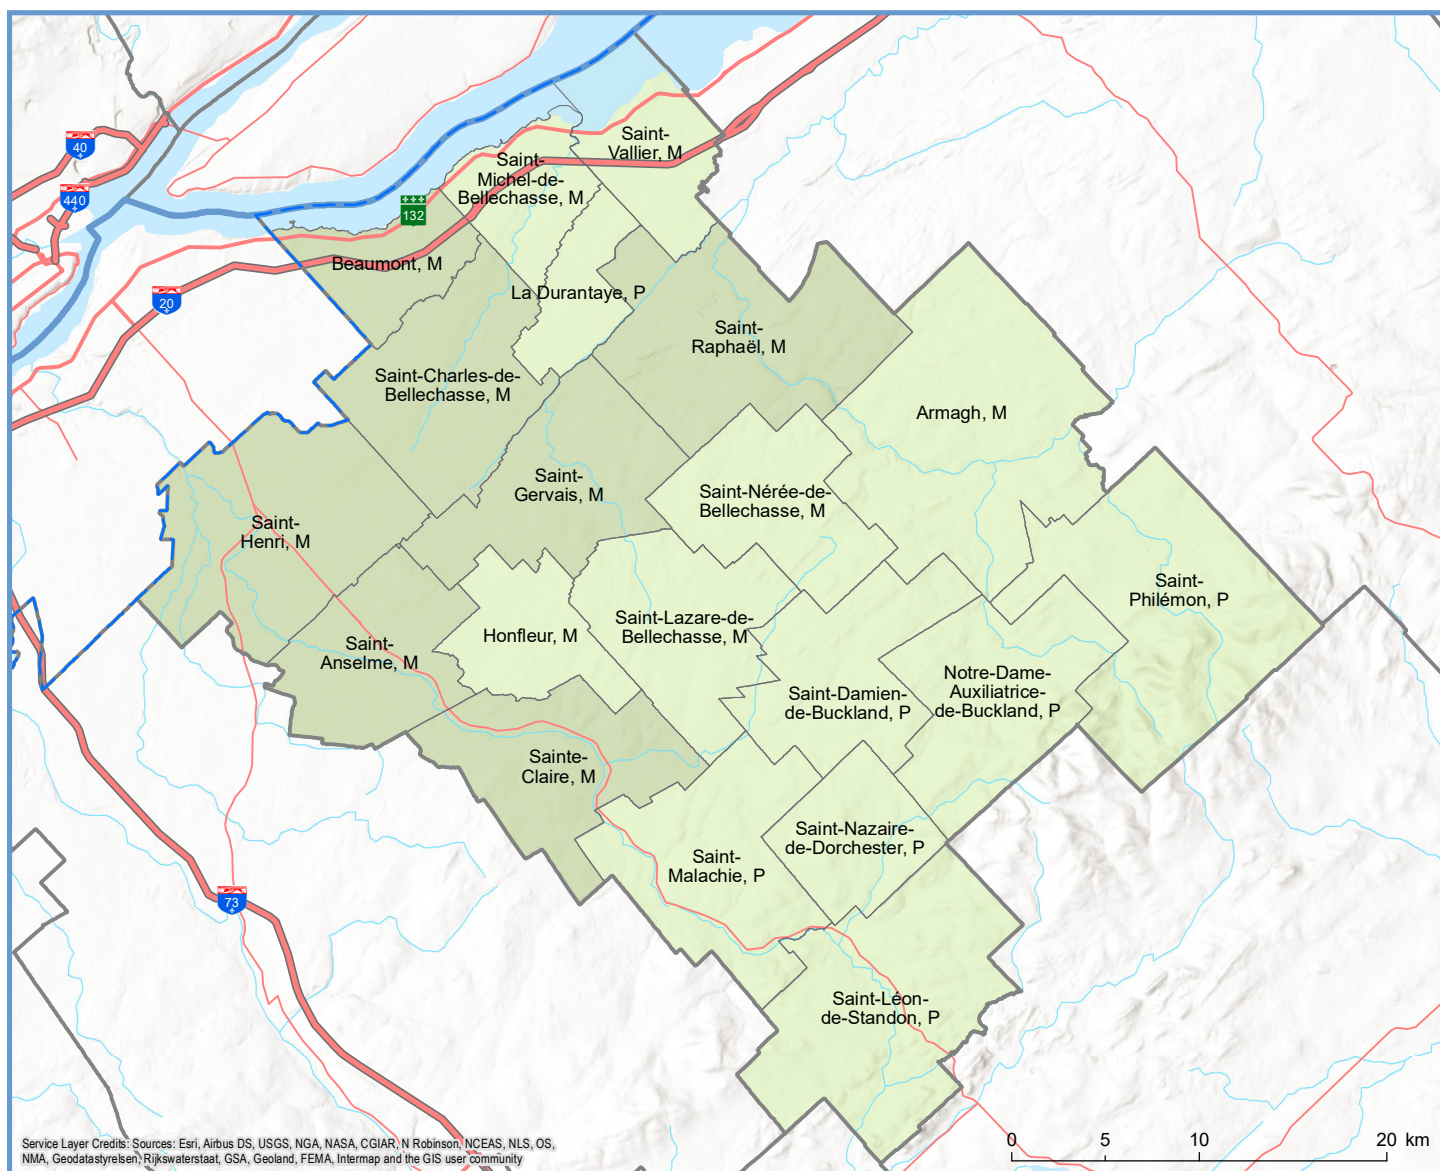 40
440
132
20
73
Saint-
Vallier, M
Saint-
Michel-de-
Bellechasse, M
Beaumont, M
La Durantaye, P
Saint-
Raphaël, M
Saint-Charles-de-
Bellechasse, M
Armagh, M
Saint-
Gervais, M
Saint-Nérée-de-
Bellechasse, M
Saint-
Henri, M
Saint-
Philémon, P
Saint-Lazare-de-
Bellechasse, M
Honfleur, M
Saint-
Anselme, M
Notre-Dame-
Auxiliatrice-
de-Buckland, P
Saint-Damien-
de-Buckland, P
Sainte-
Claire, M
Saint-Nazaire-
de-Dorchester, P
Saint-
Malachie, P
Saint-Léon-
de-Standon, P
0 5 10 20 km
Service Layer Credits: Sources: Esri, Airbus DS, USGS, NGA, NASA, CGIAR, N Robinson, NCEAS, NLS, OS,
NMA, Geodatastyrelsen, Rijkswaterstaat, GSA, Geoland, FEMA, Intermap and the GIS user community